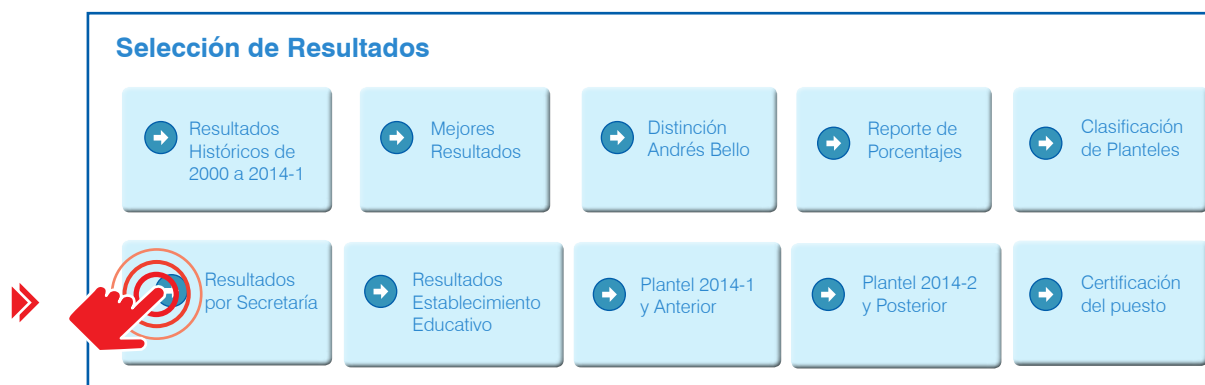 Selección de Resultados
Resultados
Históricos de
2000 a 2014-1
Mejores
Resultados
Distinción
Andrés Bello
Reporte de
Porcentajes
Clasificación
de Planteles
Resultados
por Secretaría
Resultados
Establecimiento
Educativo
Plantel 2014-1
y Anterior
Plantel 2014-2
y Posterior
Certificación
del puesto